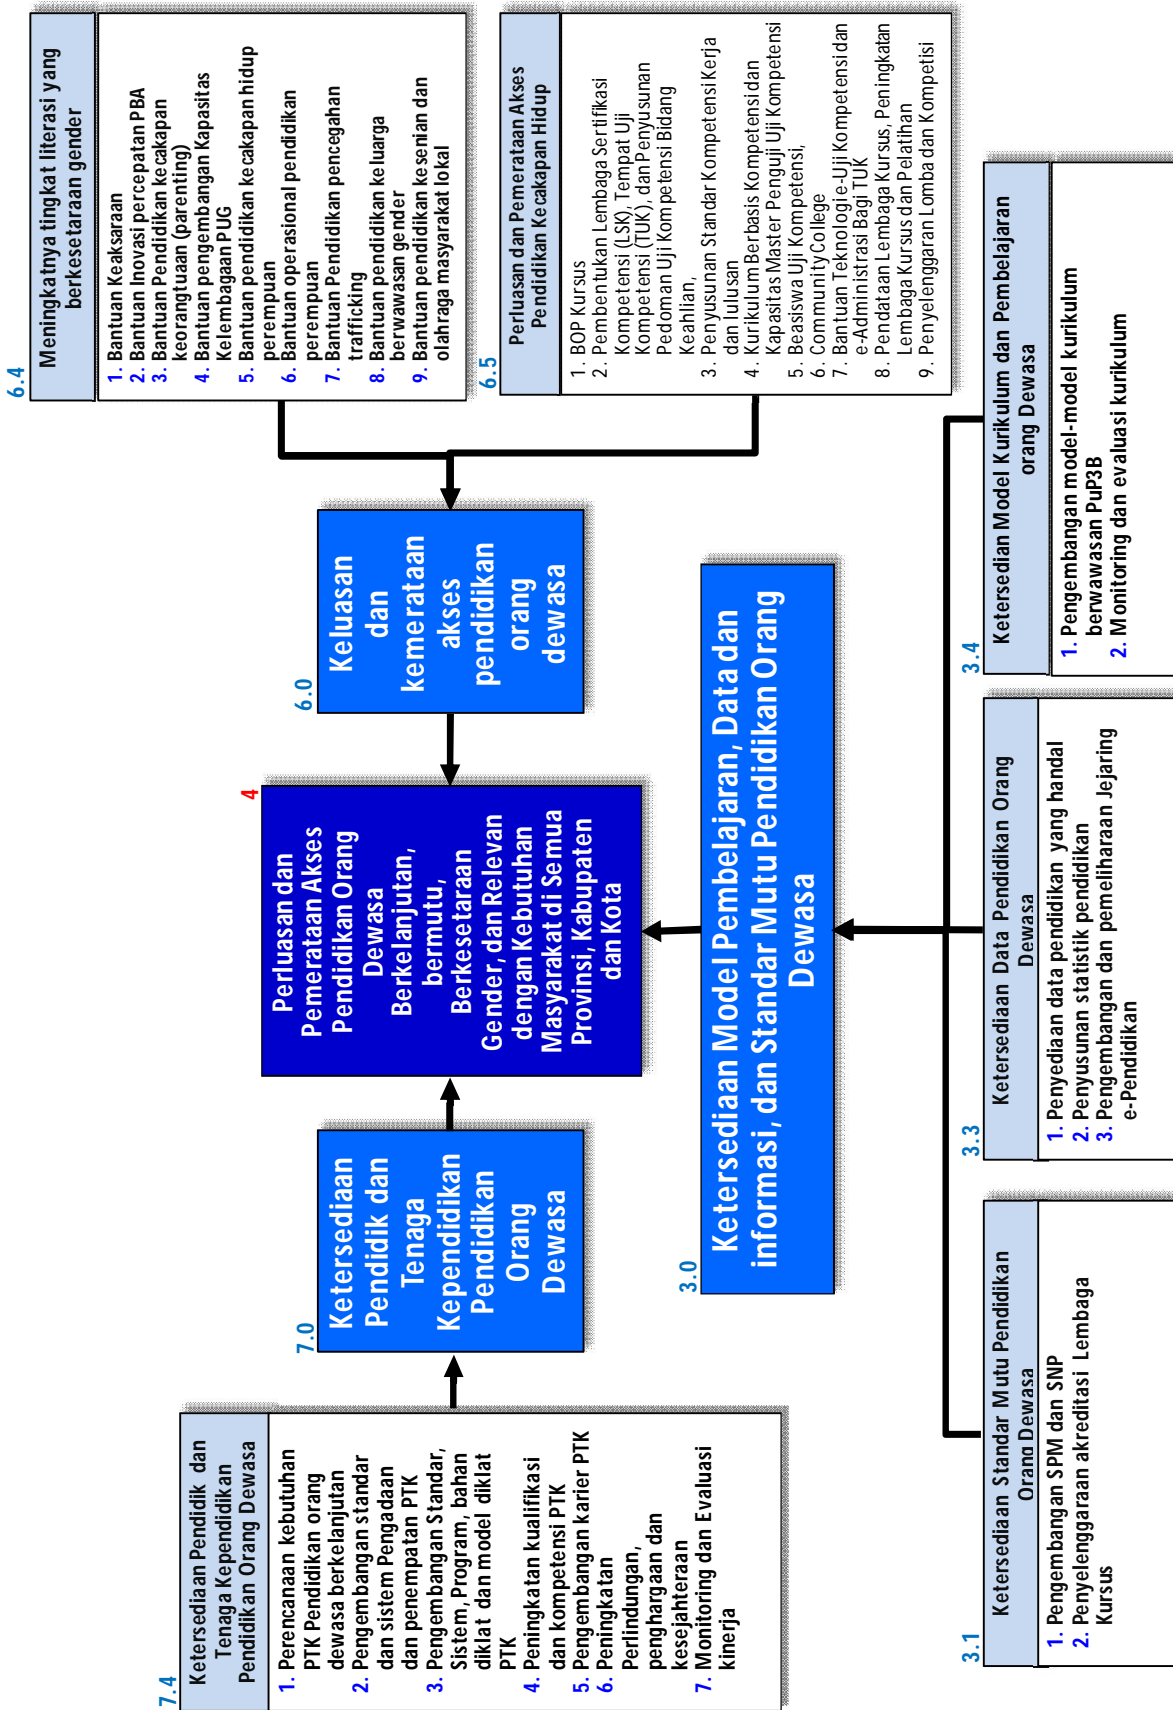 6.4
Meningkatnya tingkat literasi yang
berkesetaraan gender
1. Bantuan Keaksaraan
2. Bantuan Inovasi percepatan PBA
3. Bantuan Pendidikan kecakapan
keorangtuaan (parenting)
4. Bantuan pengembangan Kapasitas
Kelembagaan PUG
5. Bantuan pendidikan kecakapan hidup
perempuan
6. Bantuan operasional pendidikan
perempuan
7. Bantuan Pendidikan pencegahan
trafficking
8. Bantuan pendidikan keluarga
berwawasan gender
9. Bantuan pendidikan kesenian dan
olahraga masyarakat lokal
6.5
Perluasan dan Pemerataan Akses
Pendidikan Kecakapan Hidup
1. BOP Kursus
2. Pembentukan Lembaga Sertifikasi
Kompetensi (LSK), Tempat Uji
Kompetensi (TUK), dan Penyusunan
Pedoman Uji Kompetensi Bidang
Keahlian,
3. Penyusunan Standar Kompetensi Kerja
dan lulusan
4. Kurikulum Berbasis Kompetensi dan
Kapasitas Master Penguji Uji Kompetensi
5. Beasiswa Uji Kompetensi,
6. Community College
7. Bantuan Teknologi e-Uji Kompetensi dan
e-Administrasi Bagi TUK
8. Pendataan Lembaga Kursus, Peningkatan
Lembaga Kursus dan Pelatihan
9. Penyelenggaran Lomba dan Kompetisi
6.0
Keluasan
dan
kemerataan
akses
pendidikan
orang
dewasa
4
Perluasan dan
Pemerataan Akses
Pendidikan Orang
Dewasa
Berkelanjutan,
bermutu,
Berkesetaraan
Gender, dan Relevan
dengan Kebutuhan
Masyarakat di Semua
Provinsi, Kabupaten
dan Kota
7.0
Ketersediaan
Pendidik dan
Tenaga
Kependidikan
Pendidikan
Orang
Dewasa
7.4
Ketersediaan Pendidik dan
Tenaga Kependidikan
Pendidikan Orang Dewasa
1. Perencanaan kebutuhan
PTK Pendidikan orang
dewasa berkelanjutan
2. Pengembangan standar
dan sistem Pengadaan
dan penempatan PTK
3. Pengembangan Standar,
Sistem, Program, bahan
diklat dan model diklat
PTK
4. Peningkatan kualifikasi
dan kompetensi PTK
5. Pengembangan karier PTK
6. Peningkatan
Perlindungan,
penghargaan dan
kesejahteraan
7. Monitoring dan Evaluasi
kinerja
3.0
Ketersediaan Model Pembelajaran, Data dan
informasi, dan Standar Mutu Pendidikan Orang
Dewasa
3.1
Ketersediaan Standar Mutu Pendidikan
Orang Dewasa
1. Pengembangan SPM dan SNP
2. Penyelenggaraan akreditasi Lembaga
Kursus
3.3
Ketersediaan Data Pendidikan Orang
Dewasa
1. Penyediaan data pendidikan yang handal
2. Penyusunan statistik pendidikan
3. Pengembangan dan pemeliharaan Jejaring
e-Pendidikan
3.4
Ketersedian Model Kurikulum dan Pembelajaran
orang Dewasa
1. Pengembangan model-model kurikulum
berwawasan PuP3B
2. Monitoring dan evaluasi kurikulum